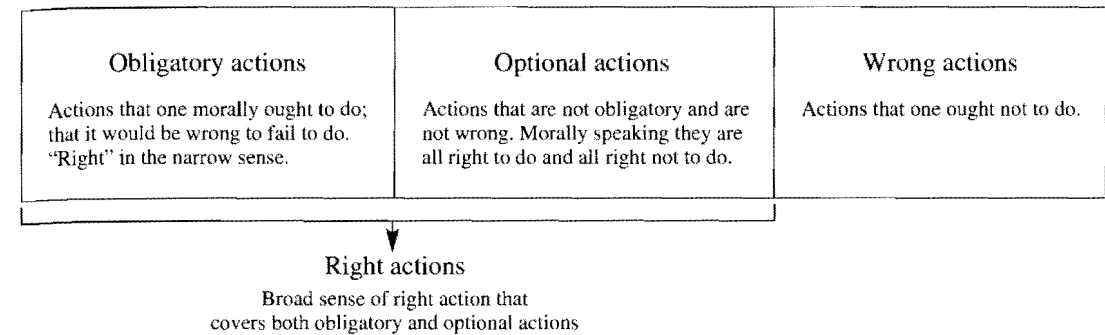 Obligatory actions
Actions that one morally ought to do;
that it would be wrong to fail to do.
“Right” in the narrow sense.
Optional actions
Actions that are not obligatory and are
not wrong. Morally speaking they are
all right to do and all right not to do.
Wrong actions
Actions that one ought not to do.
Right actions
Broad sense of right action that
covers both obligatory and optional actions